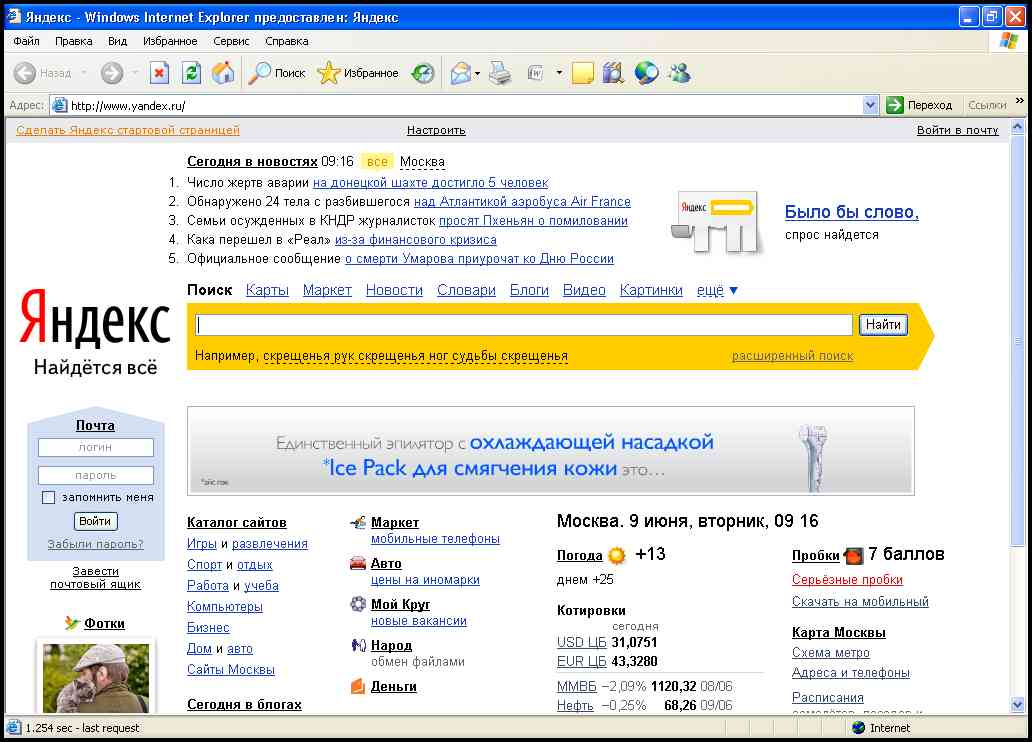 Яндекс - Windows Internet Explorer предоставлен: Яндекс
Файл Правка Вид Избранное Сервис Справка
Назад Поиск Избранное
Адрес: http://www.yandex.ru/ Переход Ссылки »
Сделать Яндекс стартовой страницей Настроить Войти в почту
Сегодня в новостях 09:16 все Москва
1. Число жертв аварии на донецкой шахте достигло 5 человек
2. Обнаружено 24 тела с разбившегося над Атлантикой аэробуса Air France
3. Семьи осужденных в КНДР журналисток просят Пхеньян о помиловании
4. Кака перешел в «Реал» из-за финансового кризиса
5. Официальное сообщение о смерти Умарова приурочат ко Дню России
Яндекс
Было бы слово,
спрос найдется
Яндекс
Найдётся всё
Поиск Карты Маркет Новости Словари Блоги Видео Картинки ещё ▼
Найти
Например, скрещенья рук скрещенья ног судьбы скрещенья расширенный поиск
Почта
логин
пароль
запомнить меня
Войти
Забыли пароль?
Завести
почтовый ящик
Фотки
Единственный эпилятор с охлаждающей насадкой
*Ice Pack для смягчения кожи это...
*айс пэк
Каталог сайтов
Игры и развлечения
Спорт и отдых
Работа и учеба
Компьютеры
Бизнес
Дом и авто
Сайты Москвы
Сегодня в блогах
Маркет
мобильные телефоны
Авто
цены на иномарки
Мой Круг
новые вакансии
Народ
обмен файлами
Деньги
Москва. 9 июня, вторник, 09 16
Погода +13
днем +25
Котировки
сегодня
USD ЦБ 31,0751
EUR ЦБ 43,3280
ММВБ −2,09% 1120,32 08/06
Нефть −0,25% 68,26 09/06
Пробки 7 баллов
Серьёзные пробки
Скачать на мобильный
Карта Москвы
Схема метро
Адреса и телефоны
Расписания
1.254 sec - last request Internet